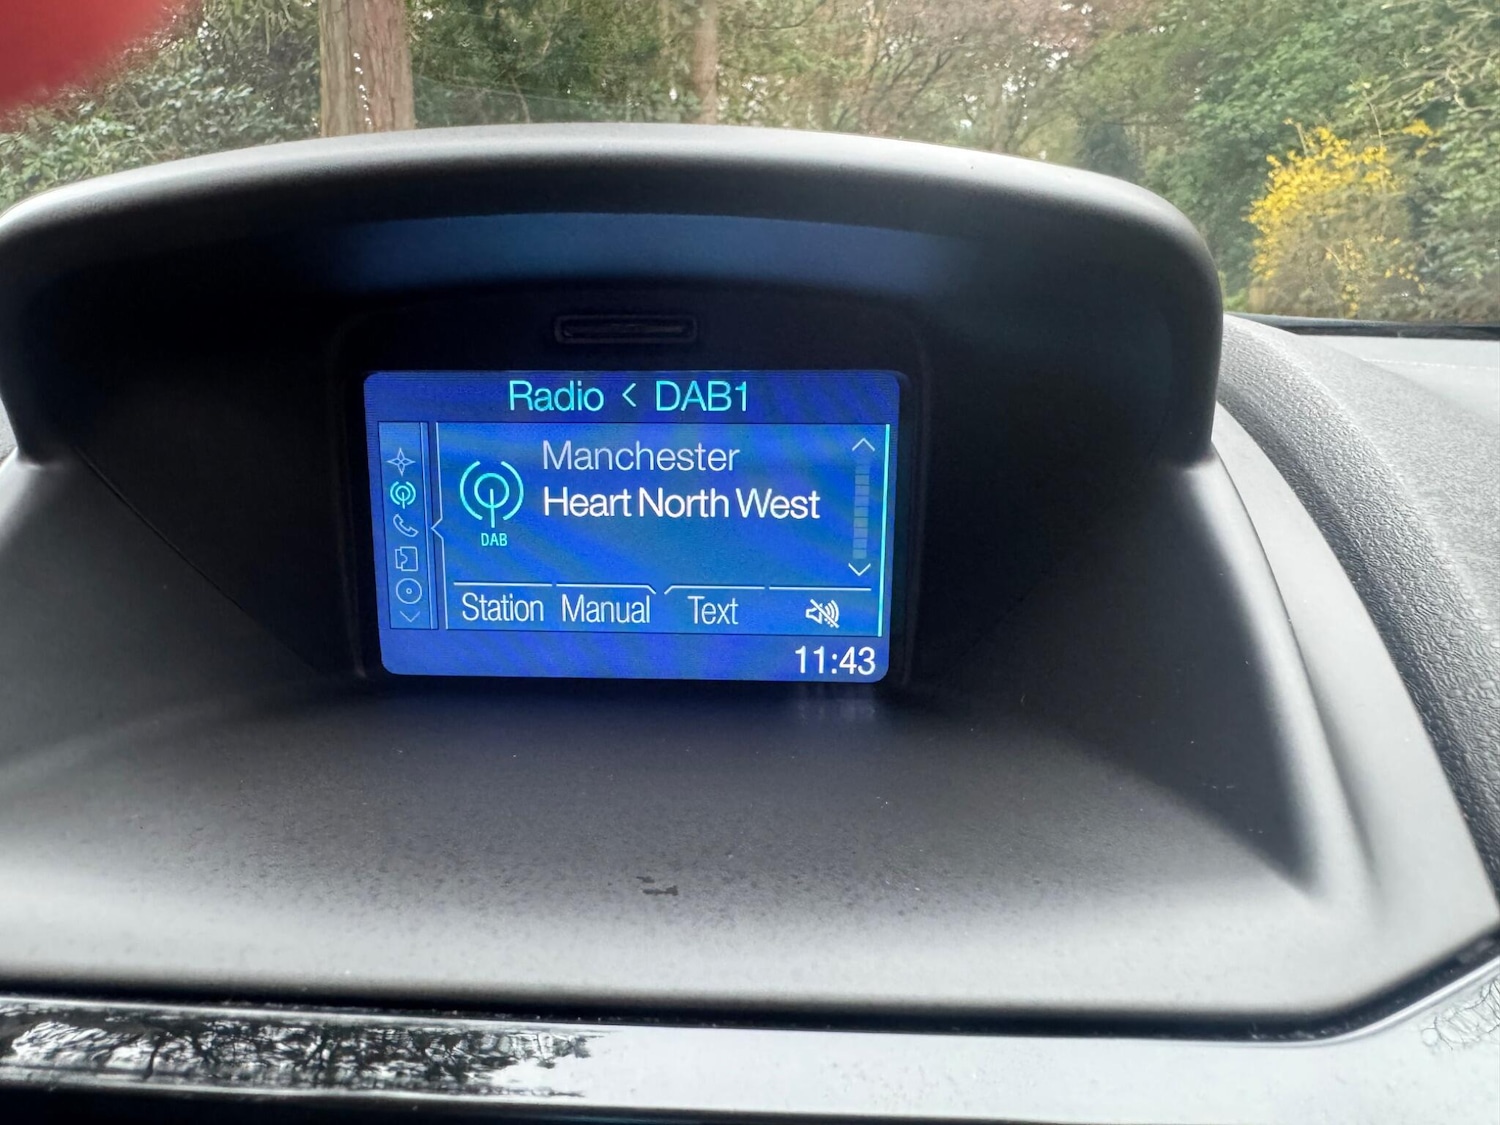 Radio < DAB1
Manchester
Heart North West
DAB
Station Manual Text
11:43